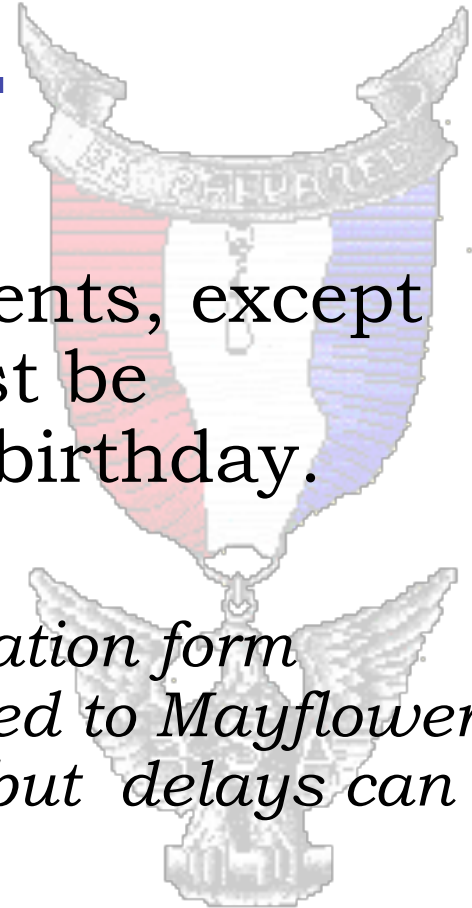 ents, except
st be
birthday.
ation form
ed to Mayflower
but  delays can